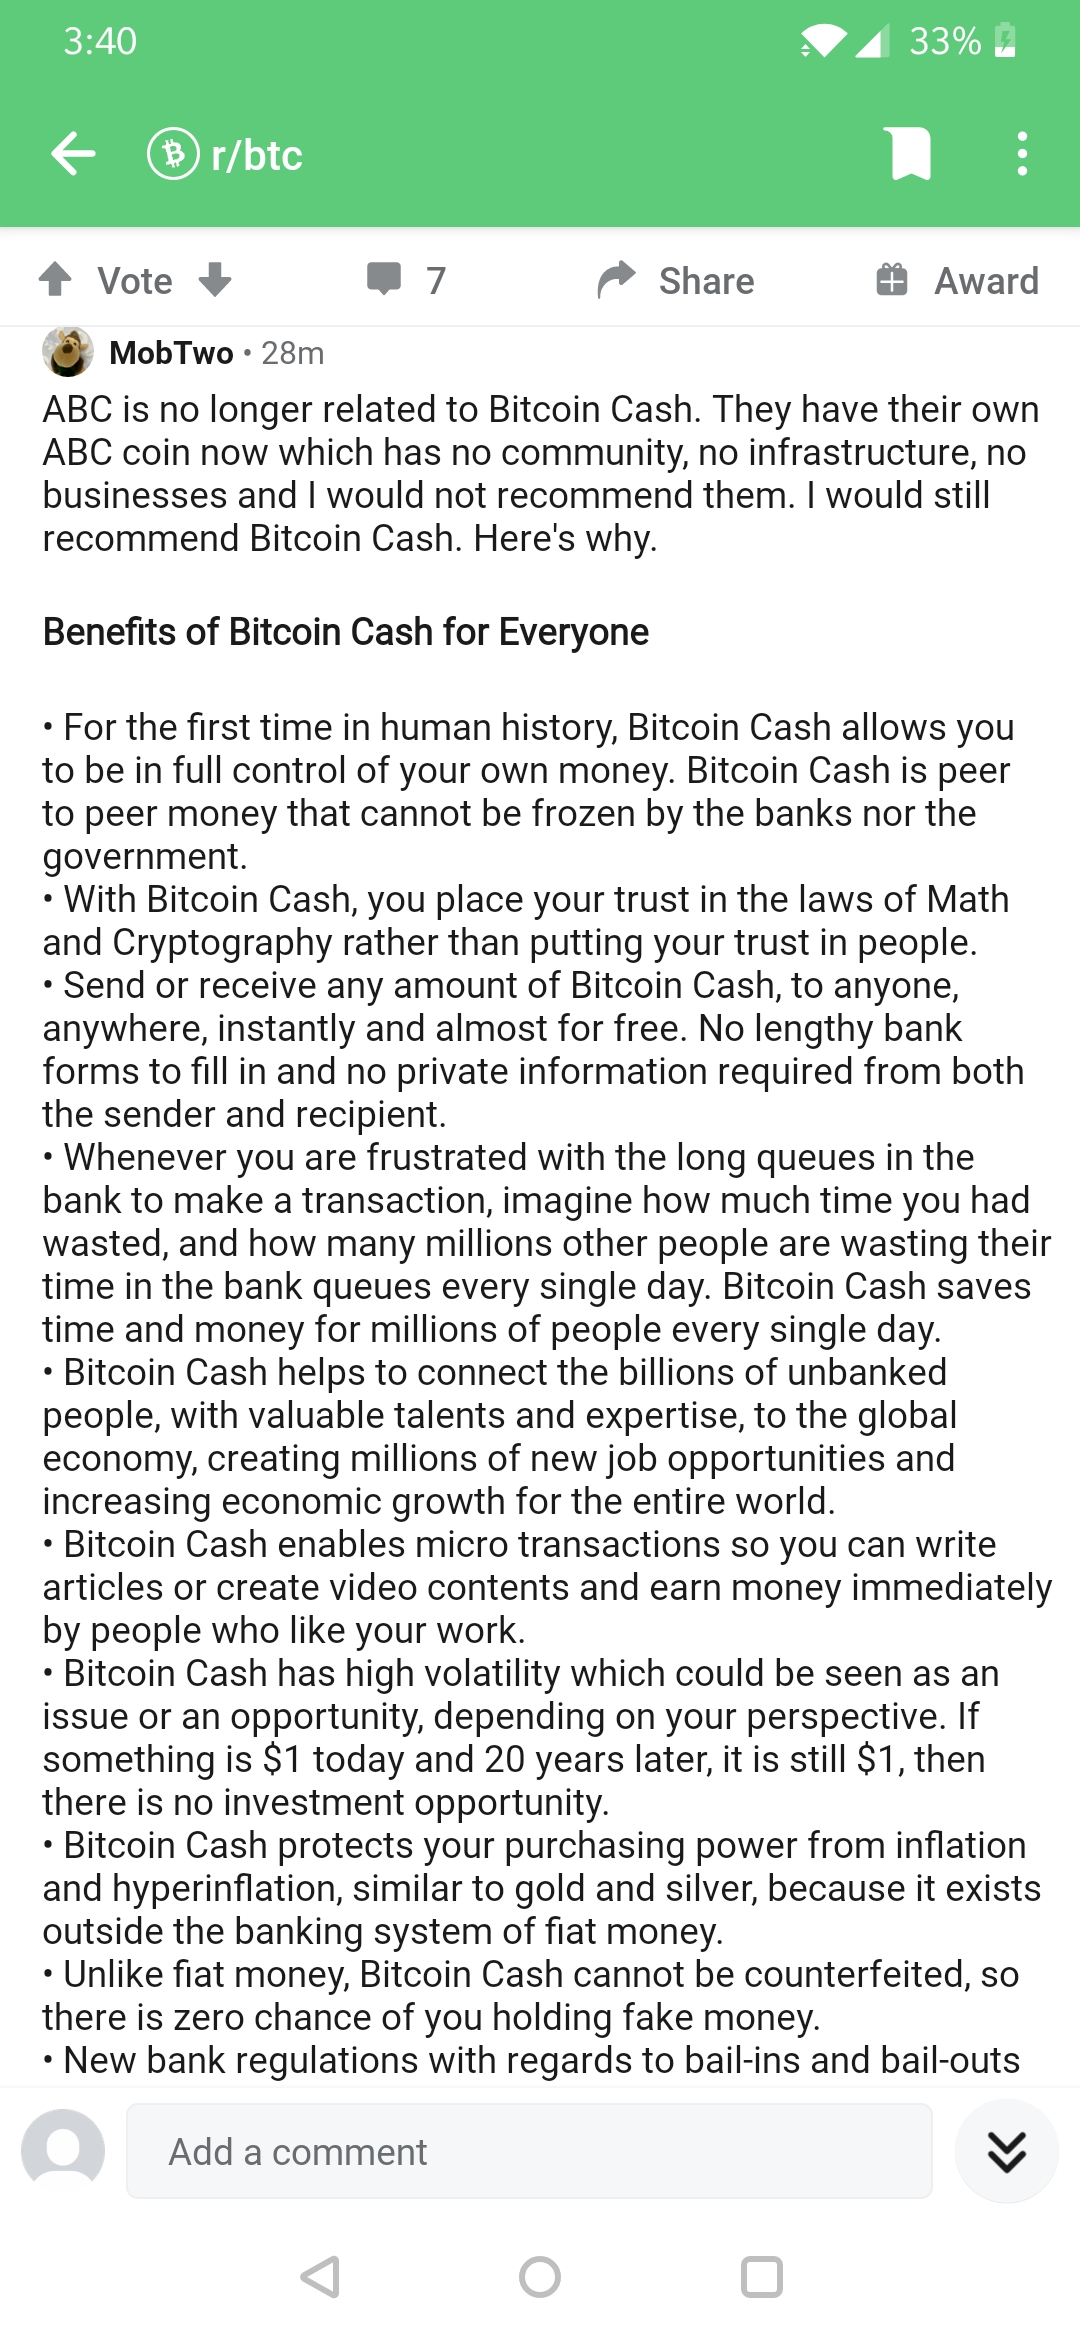 3:40
33%
r/btc
Vote
7
Share
Award
MobTwo • 28m
ABC is no longer related to Bitcoin Cash. They have their own
ABC coin now which has no community, no infrastructure, no
businesses and I would not recommend them. I would still
recommend Bitcoin Cash. Here's why.
Benefits of Bitcoin Cash for Everyone
• For the first time in human history, Bitcoin Cash allows you
to be in full control of your own money. Bitcoin Cash is peer
to peer money that cannot be frozen by the banks nor the
government.
• With Bitcoin Cash, you place your trust in the laws of Math
and Cryptography rather than putting your trust in people.
• Send or receive any amount of Bitcoin Cash, to anyone,
anywhere, instantly and almost for free. No lengthy bank
forms to fill in and no private information required from both
the sender and recipient.
• Whenever you are frustrated with the long queues in the
bank to make a transaction, imagine how much time you had
wasted, and how many millions other people are wasting their
time in the bank queues every single day. Bitcoin Cash saves
time and money for millions of people every single day.
• Bitcoin Cash helps to connect the billions of unbanked
people, with valuable talents and expertise, to the global
economy, creating millions of new job opportunities and
increasing economic growth for the entire world.
• Bitcoin Cash enables micro transactions so you can write
articles or create video contents and earn money immediately
by people who like your work.
• Bitcoin Cash has high volatility which could be seen as an
issue or an opportunity, depending on your perspective. If
something is $1 today and 20 years later, it is still $1, then
there is no investment opportunity.
• Bitcoin Cash protects your purchasing power from inflation
and hyperinflation, similar to gold and silver, because it exists
outside the banking system of fiat money.
• Unlike fiat money, Bitcoin Cash cannot be counterfeited, so
there is zero chance of you holding fake money.
• New bank regulations with regards to bail-ins and bail-outs
Add a comment